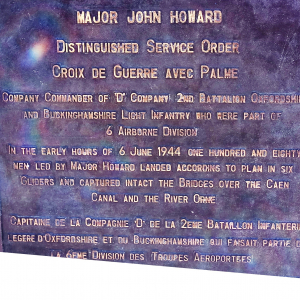 MAJOR JOHN HOWARD
DISTINGUISHED SERVICE ORDER
CROIX DE GUERRE AVEC PALME
COMPANY COMMANDER OF 'D' COMPANY 2ND BATTALION OXFORDSHIRE
AND BUCKINGHAMSHIRE LIGHT INFANTRY WHO WERE PART OF
6 AIRBORNE DIVISION
IN THE EARLY HOURS OF 6 JUNE 1944 ONE HUNDRED AND EIGHTY
MEN LED BY MAJOR HOWARD LANDED ACCORDING TO PLAN IN SIX
GLIDERS AND CAPTURED INTACT THE BRIDGES OVER THE CAEN
CANAL AND THE RIVER ORNE
CAPITAINE DE LA COMPAGNIE 'D' DE LA 2EME BATAILLON INFANTERIE
LEGERE D'OXFORDSHIRE ET DU BUCKINGHAMSHIRE QUI FAISAIT PARTIE DE
LA 6EME DIVISION DES TROUPES AEROPORTEES